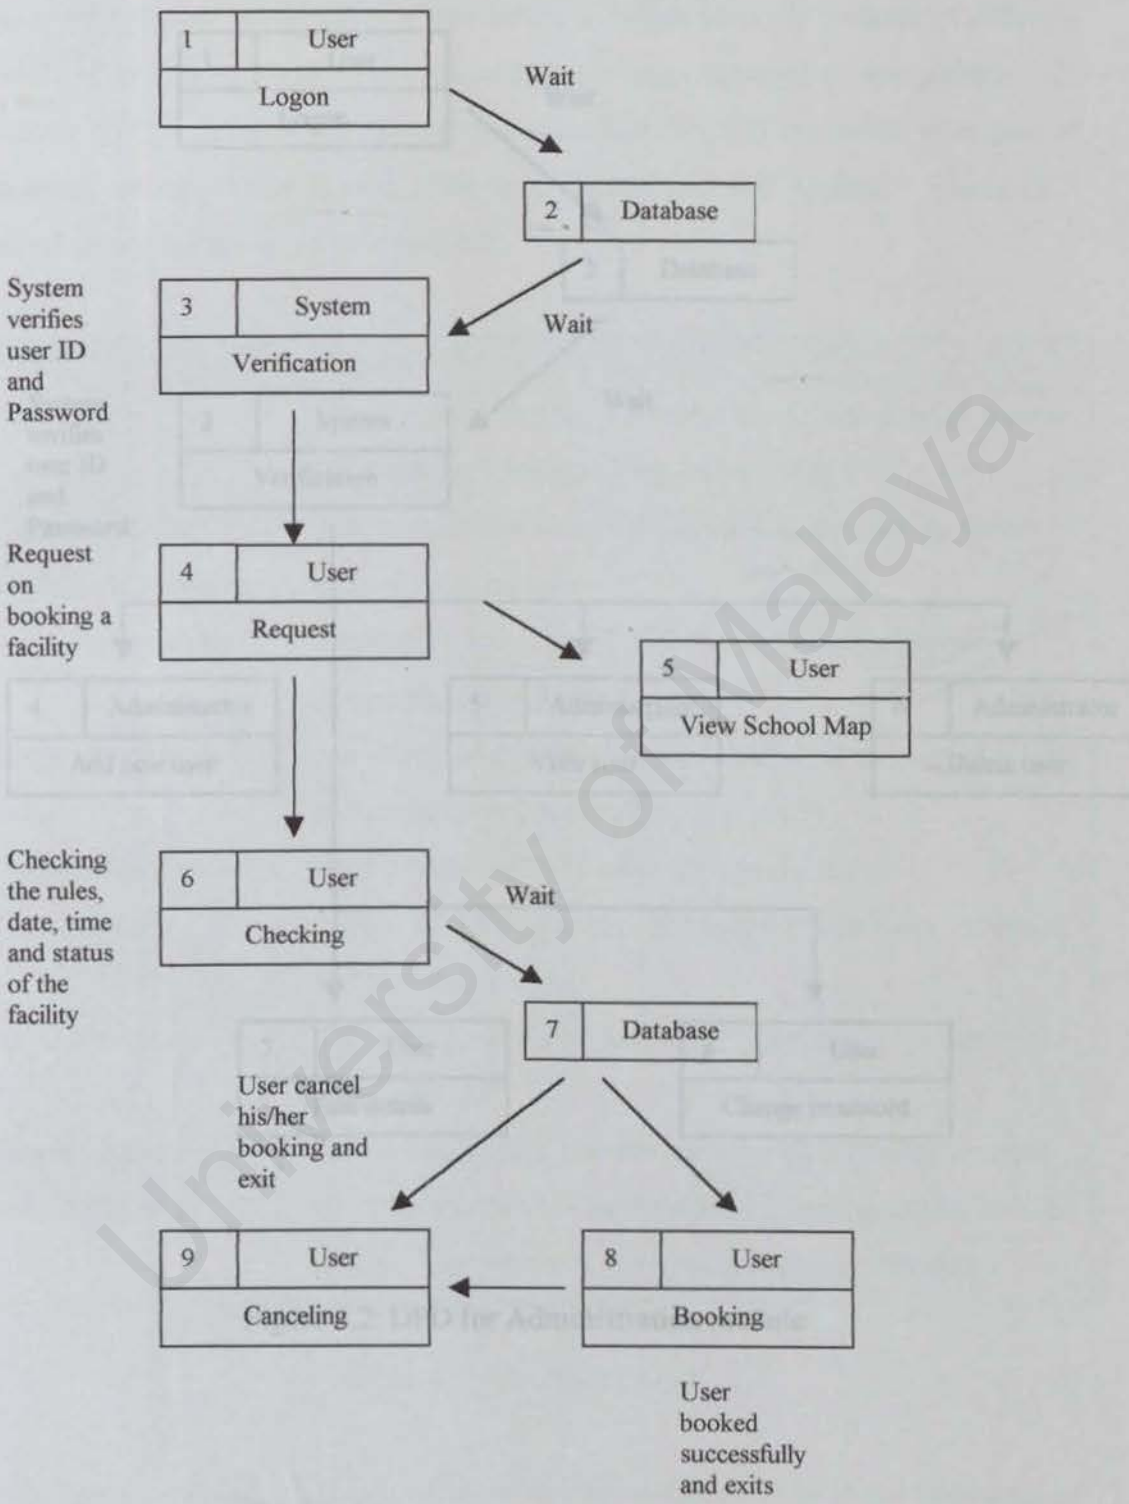 1 User
Logon
Wait
2 Database
System
verifies
user ID
and
Password
3 System
Verification
Wait
Request
on
booking a
facility
4 User
Request
5 User
View School Map
Checking
the rules,
date, time
and status
of the
facility
6 User
Checking
Wait
7 Database
User cancel
his/her
booking and
exit
9 User
Canceling
8 User
Booking
User
booked
successfully
and exits
University of Malaya